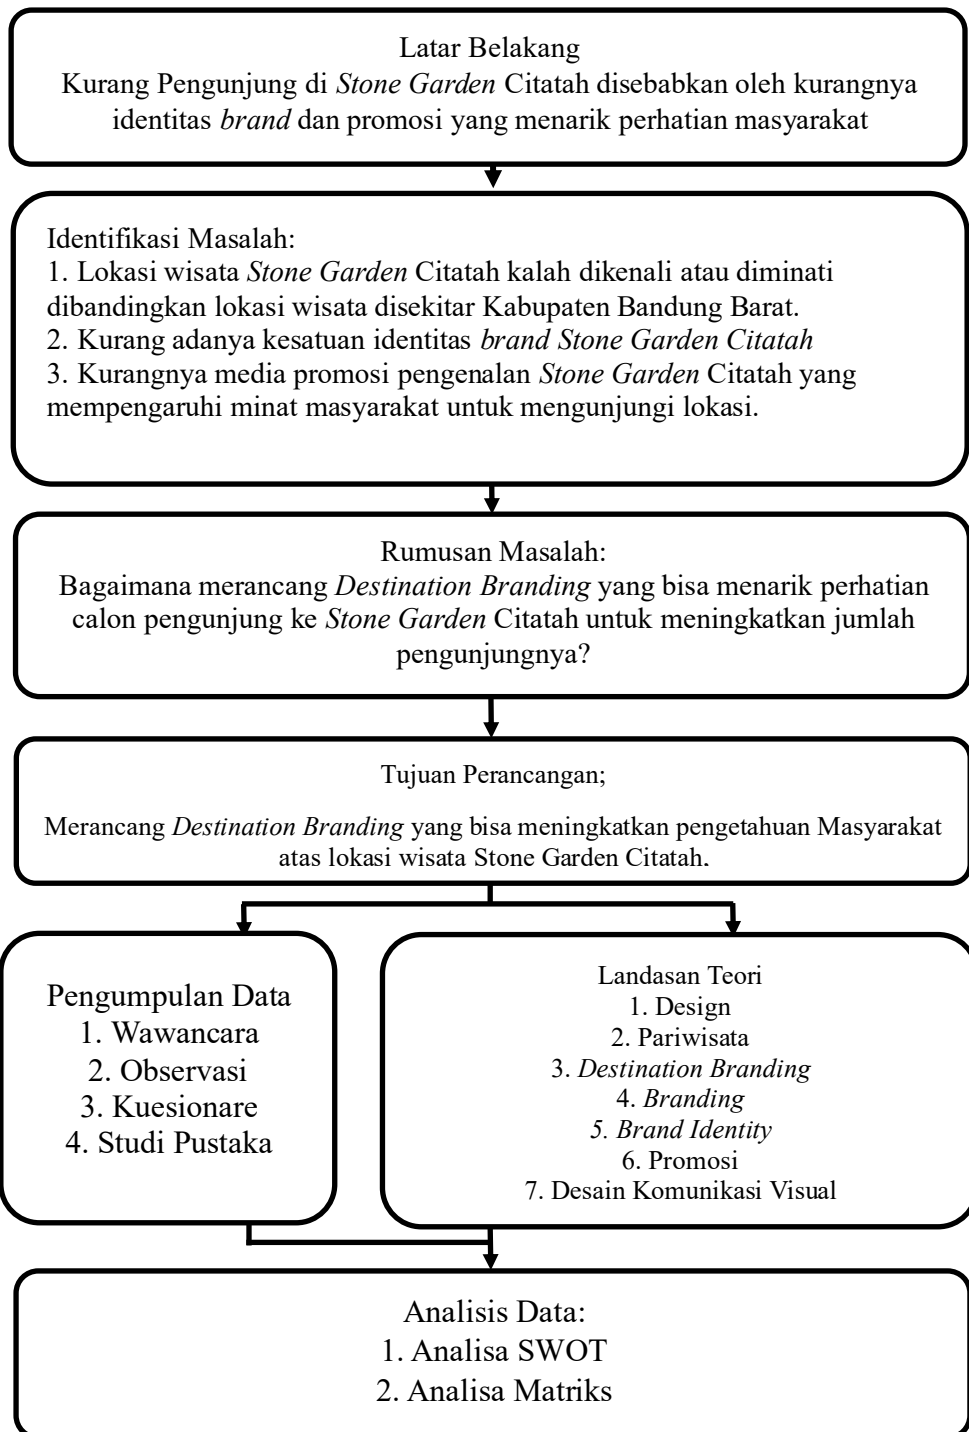 Latar Belakang
Kurang Pengunjung di Stone Garden Citatah disebabkan oleh kurangnya
identitas brand dan promosi yang menarik perhatian masyarakat
Identifikasi Masalah:
1. Lokasi wisata Stone Garden Citatah kalah dikenali atau diminati
dibandingkan lokasi wisata disekitar Kabupaten Bandung Barat.
2. Kurang adanya kesatuan identitas brand Stone Garden Citatah
3. Kurangnya media promosi pengenalan Stone Garden Citatah yang
mempengaruhi minat masyarakat untuk mengunjungi lokasi.
Rumusan Masalah:
Bagaimana merancang Destination Branding yang bisa menarik perhatian
calon pengunjung ke Stone Garden Citatah untuk meningkatkan jumlah
pengunjungnya?
Tujuan Perancangan;
Merancang Destination Branding yang bisa meningkatkan pengetahuan Masyarakat
atas lokasi wisata Stone Garden Citatah.
Pengumpulan Data
1. Wawancara
2. Observasi
3. Kuesionare
4. Studi Pustaka
Landasan Teori
1. Design
2. Pariwisata
3. Destination Branding
4. Branding
5. Brand Identity
6. Promosi
7. Desain Komunikasi Visual
Analisis Data:
1. Analisa SWOT
2. Analisa Matriks